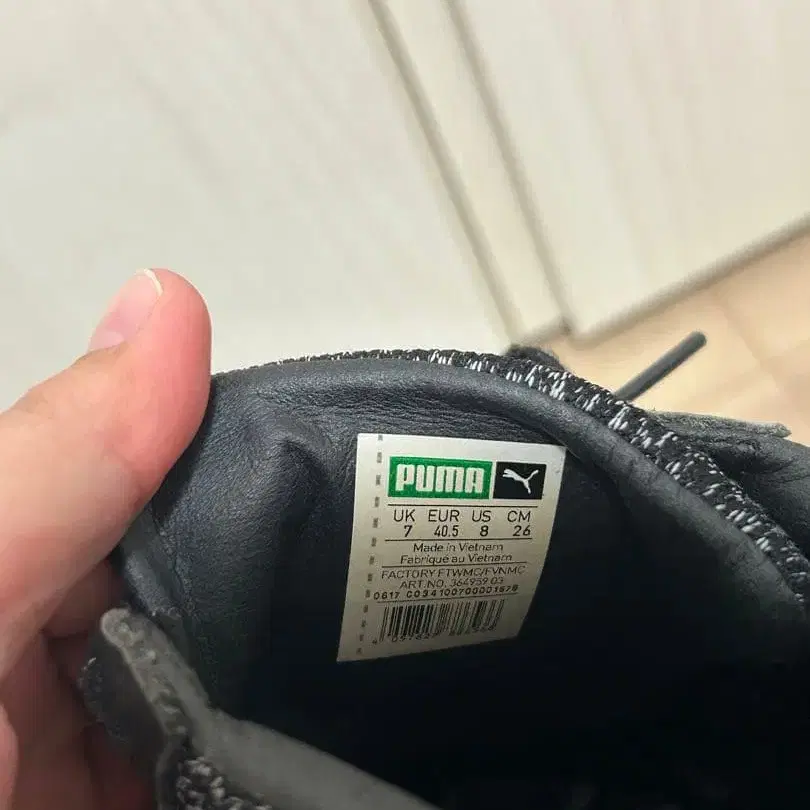 PUMA
UK EUR US CM
7 40.5 8 26
Made in Vietnam
Fabriqué au Vietnam
FACTORY FTWMC/FVNMC
ART.NO. 364959 03
0617 C034100700001678